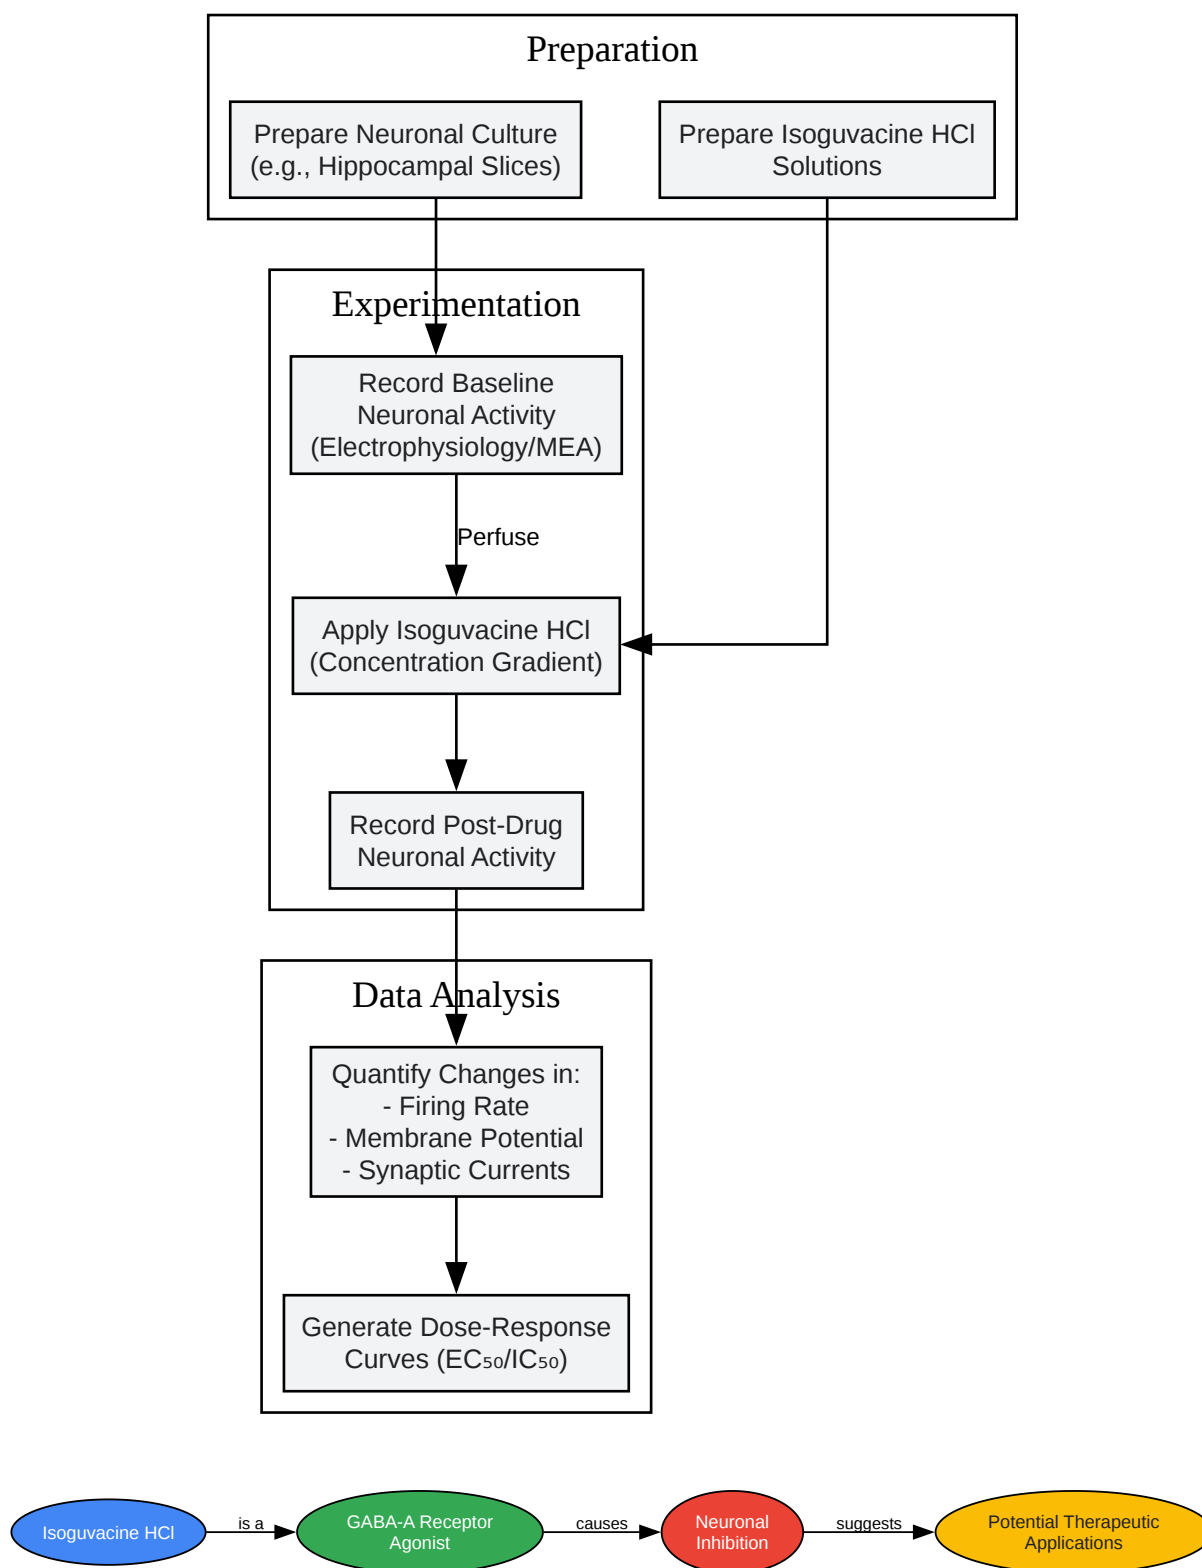 Preparation
Prepare Neuronal Culture
(e.g., Hippocampal Slices)
Prepare Isoguvacine HCl
Solutions
Experimentation
Record Baseline
Neuronal Activity
(Electrophysiology/MEA)
Perfuse
Apply Isoguvacine HCl
(Concentration Gradient)
Record Post-Drug
Neuronal Activity
Data Analysis
Quantify Changes in:
- Firing Rate
- Membrane Potential
- Synaptic Currents
Generate Dose-Response
Curves (EC₅₀/IC₅₀)
Isoguvacine HCl
is a
GABA-A Receptor
Agonist
causes
Neuronal
Inhibition
suggests
Potential Therapeutic
Applications